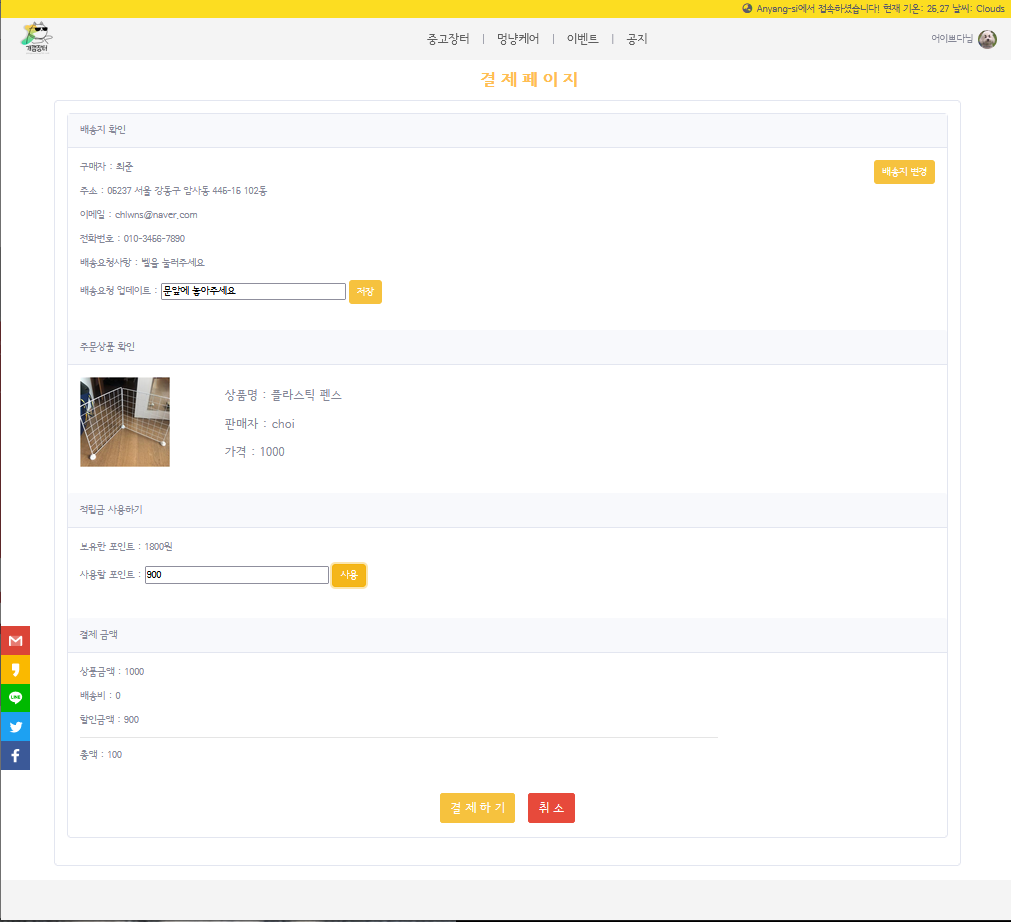 Anyang-si에서 접속하셨습니다! 현재 기온: 25.27 날씨: Clouds
개껌장터
중고장터 | 멍냥케어 | 이벤트 | 공지
어이쁘다님
결 제 페 이 지
배송지 확인
구매자 : 최준
배송지 변경
주소 : 05237 서울 강동구 암사동 445-15 102동
이메일 : chlwns@naver.com
전화번호 : 010-3456-7890
배송요청사항 : 벨을 눌러주세요
배송요청 업데이트 : 문앞에 놓아주세요 저장
주문상품 확인
상품명 : 플라스틱 펜스
판매자 : choi
가격 : 1000
적립금 사용하기
보유한 포인트 : 1800원
사용할 포인트 : 900 사용
결제 금액
상품금액 : 1000
배송비 : 0
할인금액 : 900
총액 : 100
결 제 하 기 취 소
LINE